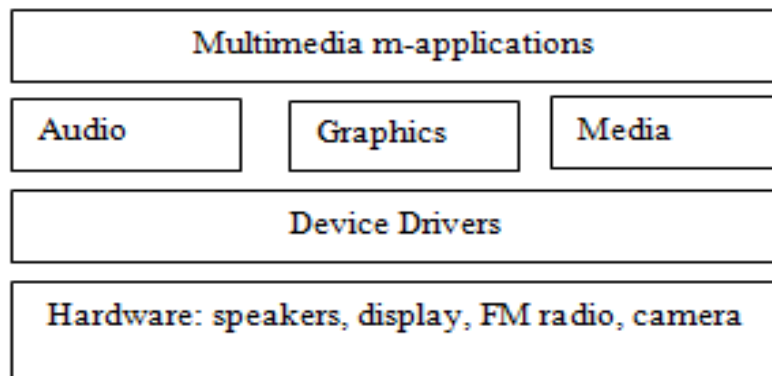 Multimedia m-applications
Audio Graphics Media
Device Drivers
Hardware: speakers, display, FM radio, camera